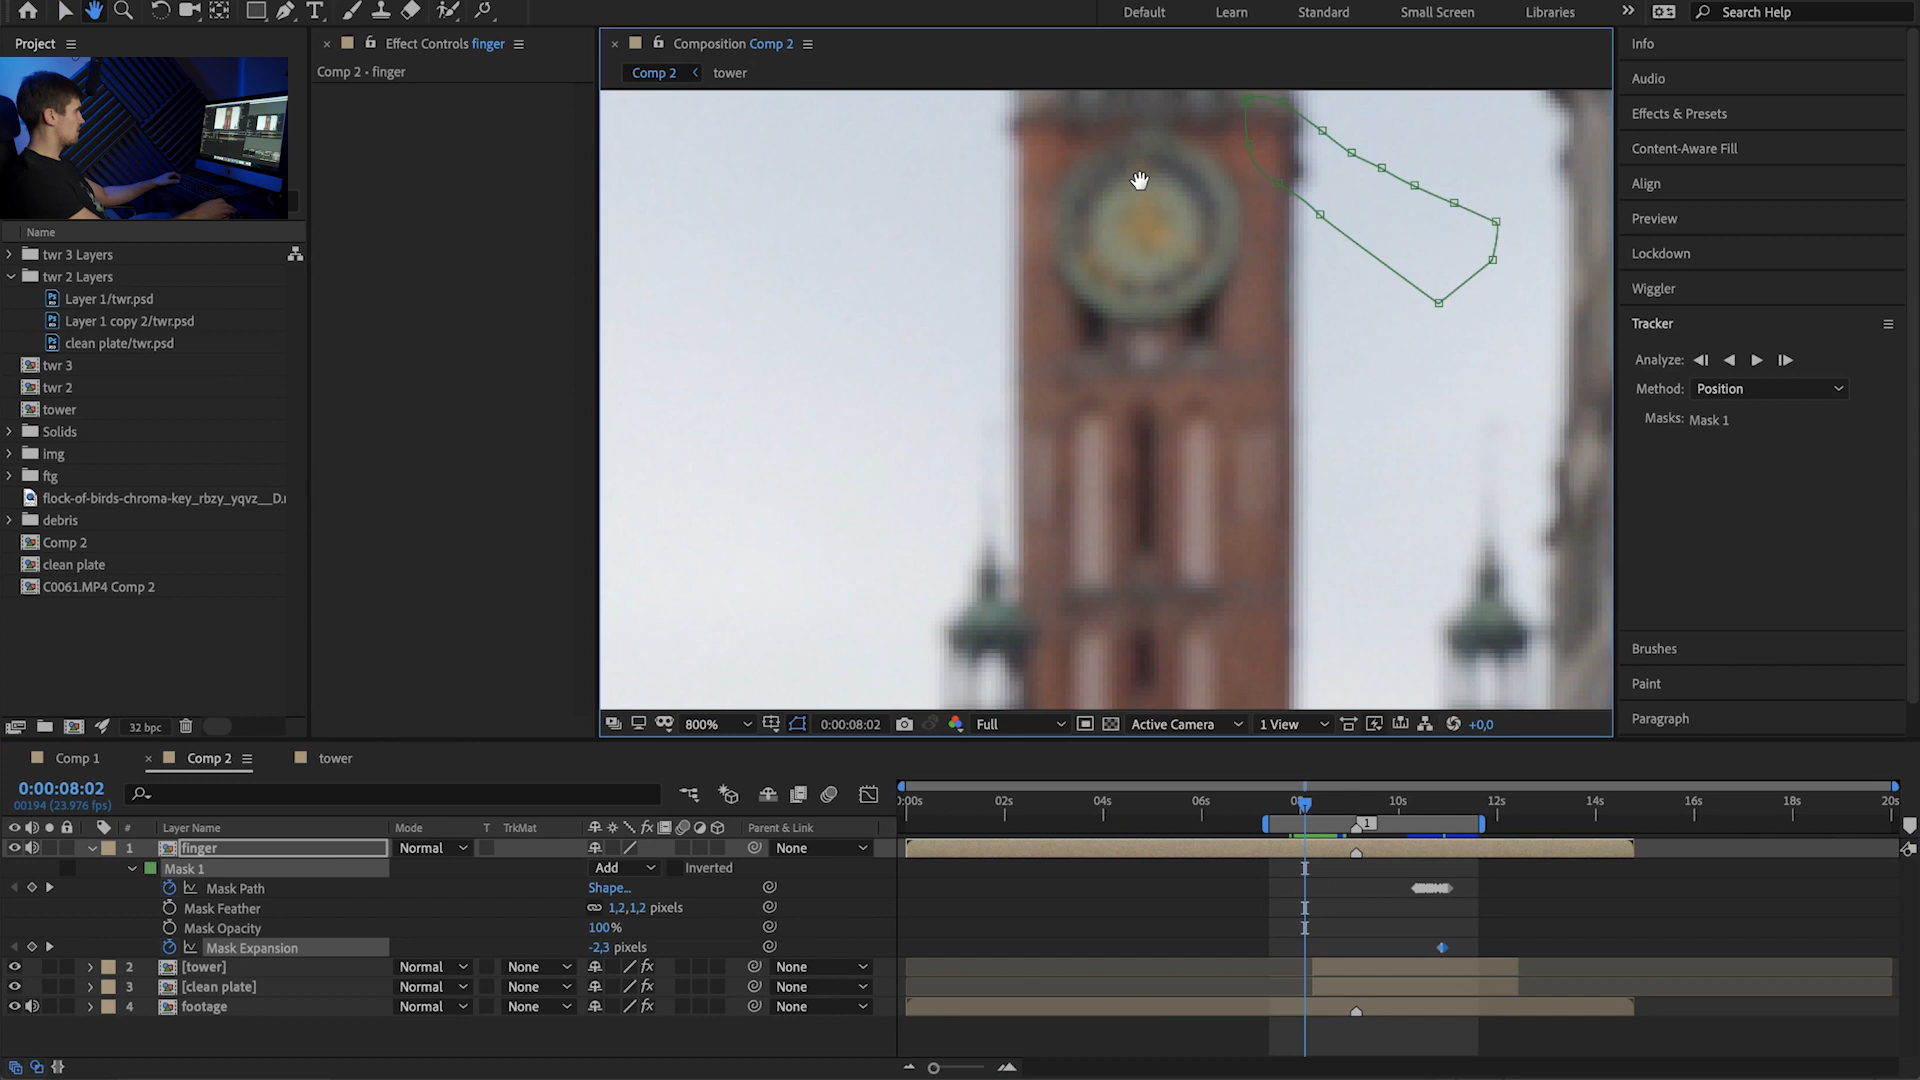 Default
Learn
Standard
Small Screen
Libraries
Search Help
Project
Effect Controls finger
Composition Comp 2
Comp 2 • finger
Comp 2
tower
Info
Audio
Effects & Presets
Content-Aware Fill
Align
Preview
Lockdown
Wiggler
Tracker
Analyze:
Method: Position
Masks: Mask 1
Brushes
Paint
Paragraph
Name
twr 3 Layers
twr 2 Layers
Layer 1/twr.psd
Layer 1 copy 2/twr.psd
clean plate/twr.psd
twr 3
twr 2
tower
Solids
img
ftg
flock-of-birds-chroma-key_rbzy_yqvz__D.
debris
Comp 2
clean plate
C0061.MP4 Comp 2
32 bpc
800%
0:00:08:02
Full
Active Camera
1 View
+0,0
Comp 1
Comp 2
tower
0:00:08:02
00194 (23.976 fps)
:00s 02s 04s 06s 10s 12s 14s 16s 18s 20s
# Layer Name Mode T TrkMat fx Parent & Link
1
1 finger Normal None
Mask 1 Add Inverted
Mask Path Shape...
Mask Feather 1,2,1,2 pixels
Mask Opacity 100%
Mask Expansion -2,3 pixels
2 [tower] Normal None fx None
3 [clean plate] Normal None fx None
4 footage Normal None fx None